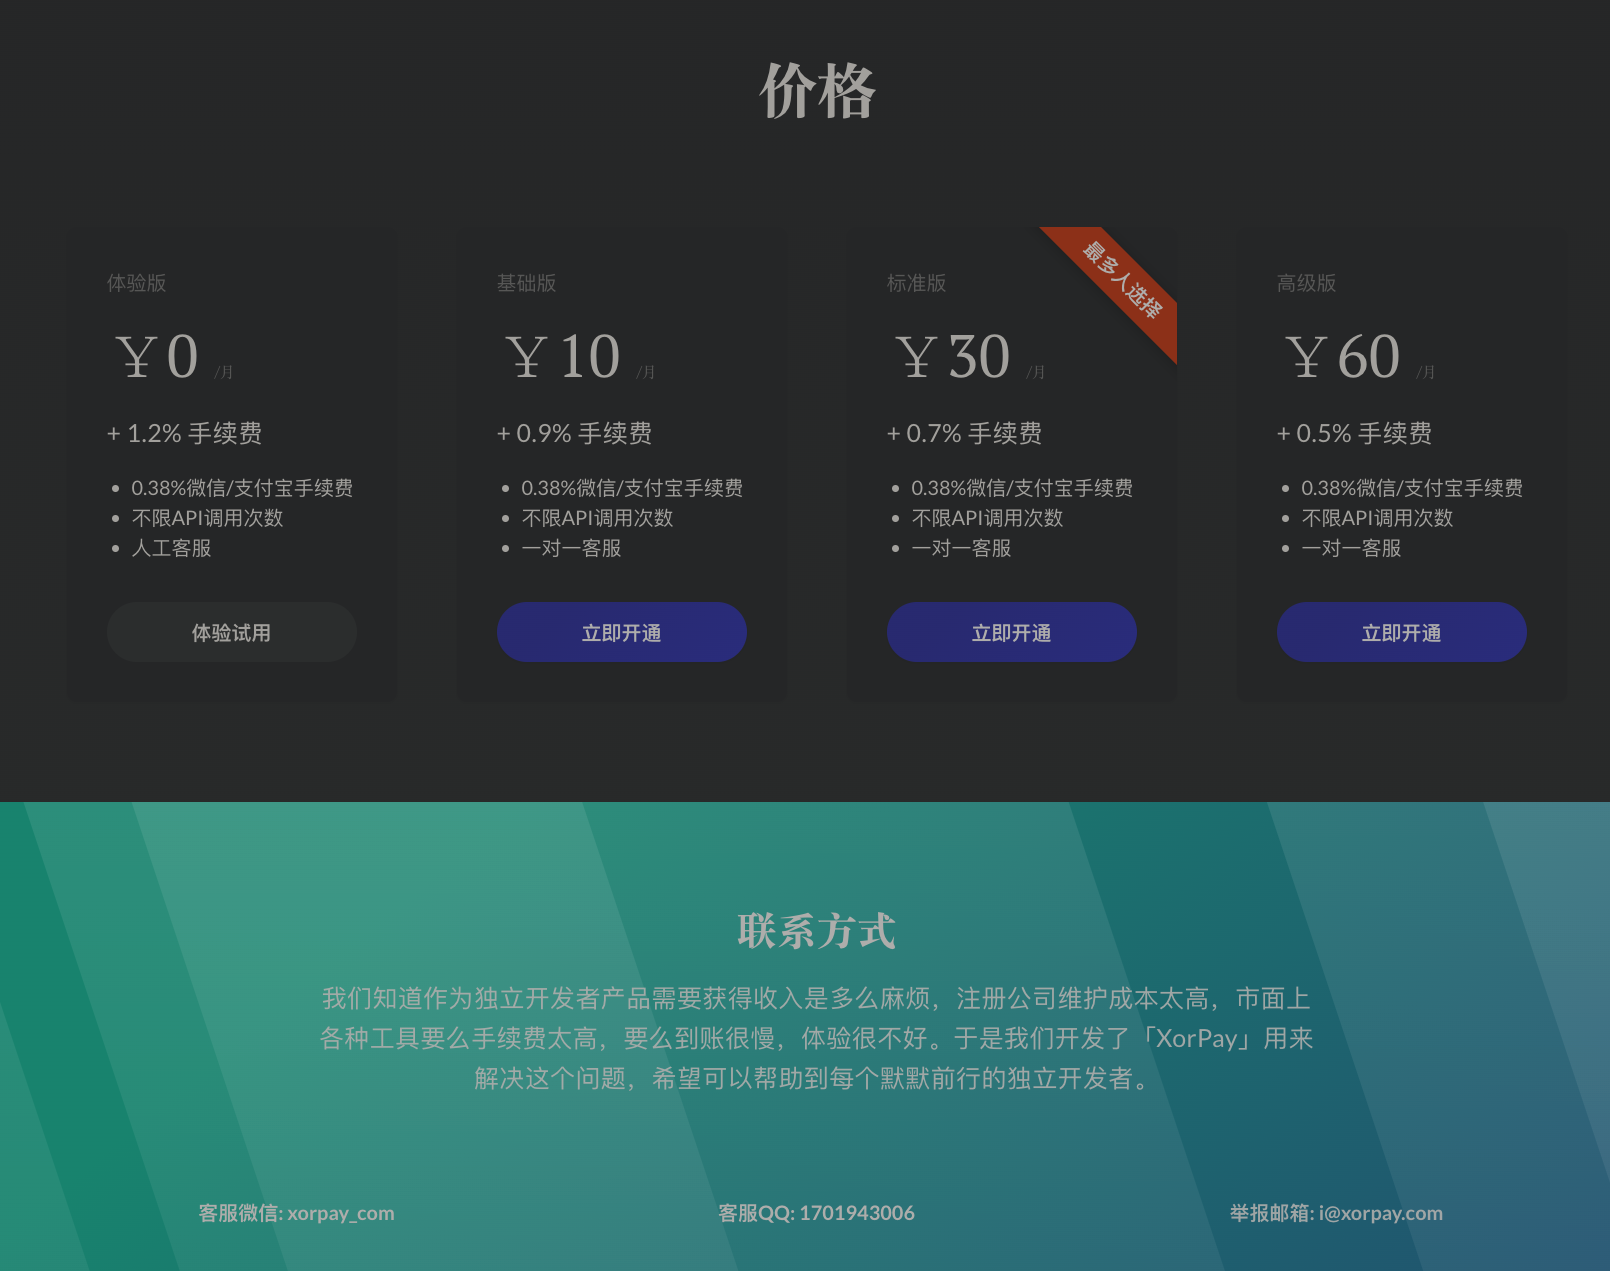 价格
体验版
¥0 /月
+ 1.2% 手续费
0.38%微信/支付宝手续费
不限API调用次数
人工客服
体验试用
基础版
¥10 /月
+ 0.9% 手续费
0.38%微信/支付宝手续费
不限API调用次数
一对一客服
立即开通
最多人选择
标准版
¥30 /月
+ 0.7% 手续费
0.38%微信/支付宝手续费
不限API调用次数
一对一客服
立即开通
高级版
¥60 /月
+ 0.5% 手续费
0.38%微信/支付宝手续费
不限API调用次数
一对一客服
立即开通
联系方式
我们知道作为独立开发者产品需要获得收入是多么麻烦，注册公司维护成本太高，市面上
各种工具要么手续费太高，要么到账很慢，体验很不好。于是我们开发了「XorPay」用来
解决这个问题，希望可以帮助到每个默默前行的独立开发者。
客服微信: xorpay_com
客服QQ: 1701943006
举报邮箱: i@xorpay.com